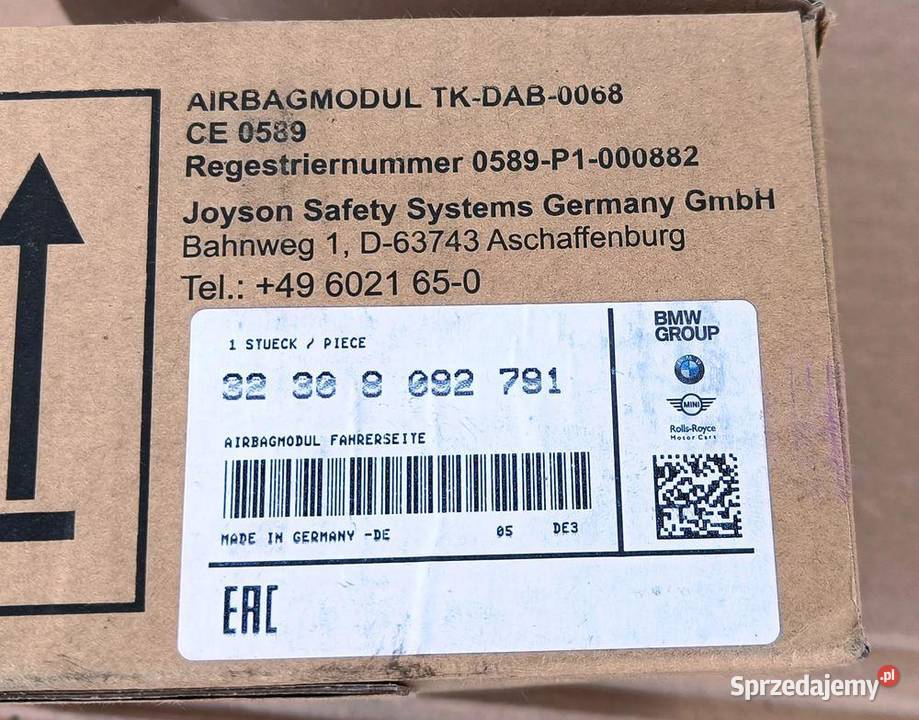 AIRBAGMODUL TK-DAB-0068
CE 0589
Regestriernummer 0589-P1-000882
Joyson Safety Systems Germany GmbH
Bahnweg 1, D-63743 Aschaffenburg
Tel.: +49 6021 65-0
1 STUECK / PIECE
32 30 8 092 791
AIRBAGMODUL FAHRERSEITE
MADE IN GERMANY -DE 05 DE3
EAC
BMW
GROUP
BMW
MINI
Rolls-Royce
Motor Cars
Sprzedajemy.pl